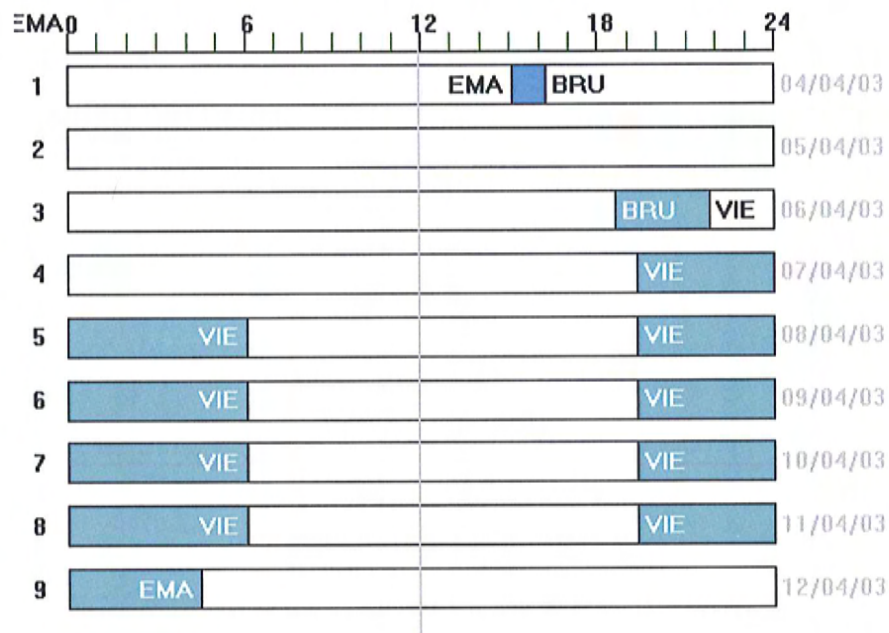 EMA 0 6 12 18 24
1 EMA BRU 04/04/03
2 05/04/03
3 BRU VIE 06/04/03
4 VIE 07/04/03
5 VIE VIE 08/04/03
6 VIE VIE 09/04/03
7 VIE VIE 10/04/03
8 VIE VIE 11/04/03
9 EMA 12/04/03